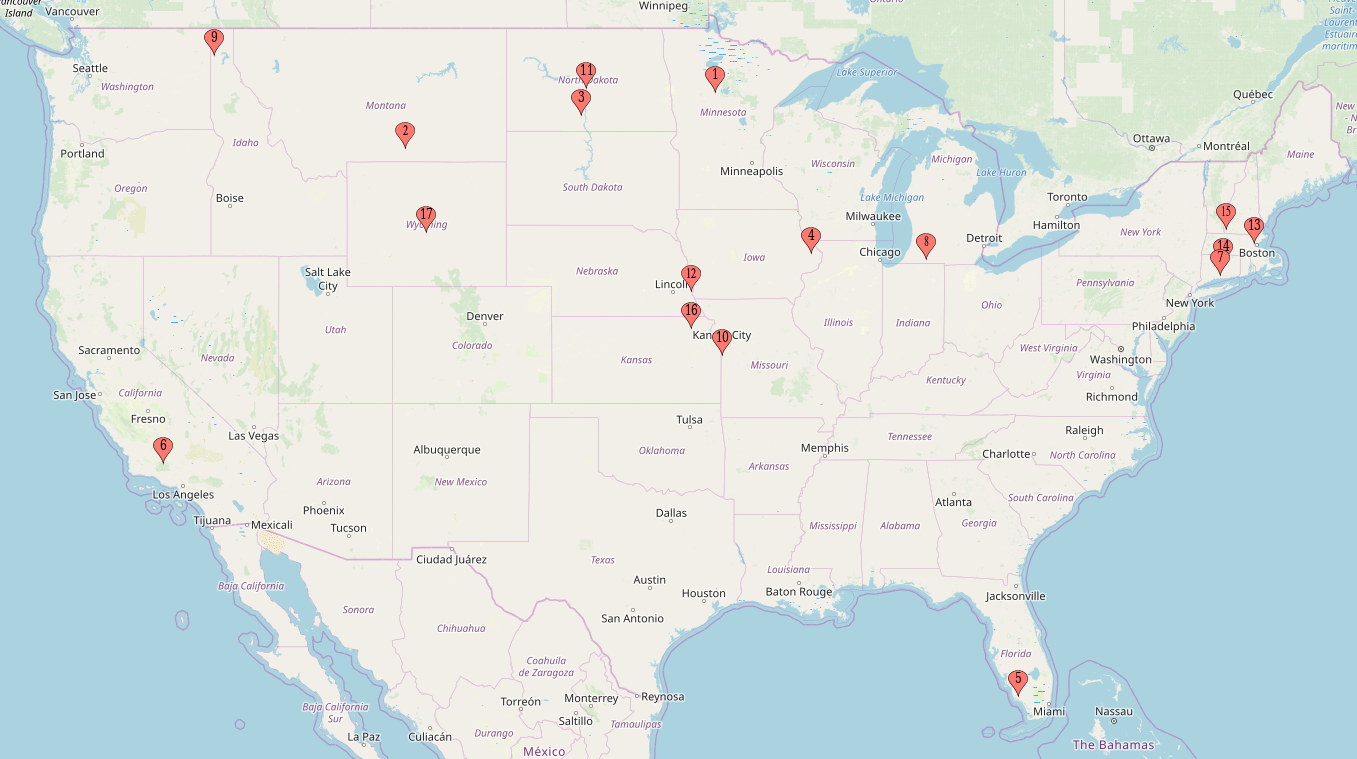 Vancouver
Island
Vancouver
Winnipeg
Ontario
9
Seattle
Washington
Montana
11
North Dakota
3
1
Minnesota
Lake Superior
Québec
New
Saint
Laurent
Estuaire
maritime
2
Portland
Idaho
Oregon
Boise
Minneapolis
Wisconsin
Michigan
Lake Huron
Ottawa
Montréal
Maine
South Dakota
Lake Michigan
Toronto
Hamilton
17
Wyoming
Milwaukee
4
8
Detroit
Chicago
New York
15
13
Boston
14
7
Salt Lake
City
Nebraska
12
Lincoln
Iowa
Pennsylvania
New York
Denver
16
Kansas City
10
Illinois
Indiana
Ohio
Philadelphia
Utah
Colorado
Kansas
Missouri
West Virginia
Washington
Virginia
Richmond
Sacramento
Nevada
California
San Jose
Fresno
Las Vegas
Kentucky
Tulsa
Tennessee
Raleigh
6
Albuquerque
Oklahoma
Memphis
Charlotte
North Carolina
Los Angeles
Arizona
New Mexico
Arkansas
South Carolina
Phoenix
Tijuana
Mexicali
Tucson
Dallas
Mississippi
Alabama
Atlanta
Georgia
Ciudad Juárez
Texas
Louisiana
Baja California
Sonora
Austin
Houston
Baton Rouge
Jacksonville
San Antonio
Chihuahua
Florida
Coahuila
de Zaragoza
5
Torreón
Monterrey
Reynosa
Miami
Nassau
Baja California
Sur
Saltillo
Tamaulipas
La Paz
Culiacán
Durango
México
The Bahamas